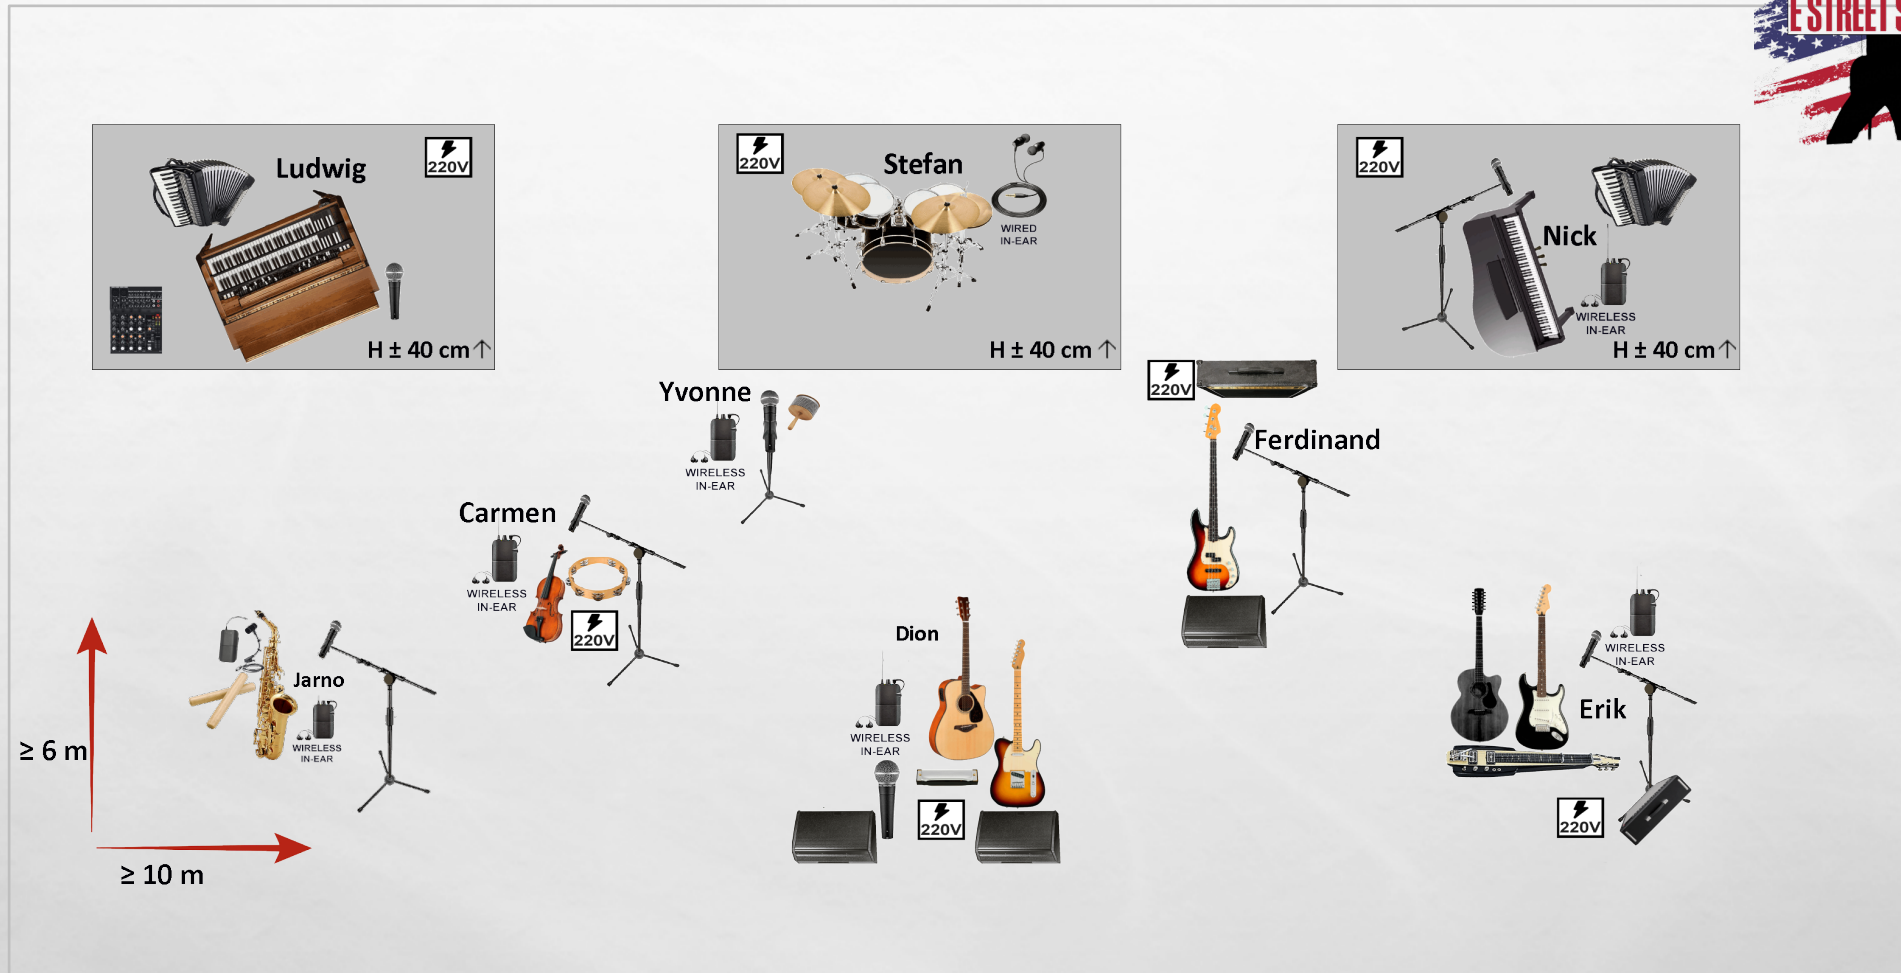 E STREET S
Ludwig
220V
H ± 40 cm
220V
Stefan
WIRED
IN-EAR
H ± 40 cm
220V
Nick
WIRELESS
IN-EAR
H ± 40 cm
Yvonne
WIRELESS
IN-EAR
220V
Ferdinand
Carmen
WIRELESS
IN-EAR
220V
Jarno
WIRELESS
IN-EAR
Dion
WIRELESS
IN-EAR
220V
WIRELESS
IN-EAR
Erik
220V
≥ 6 m
≥ 10 m